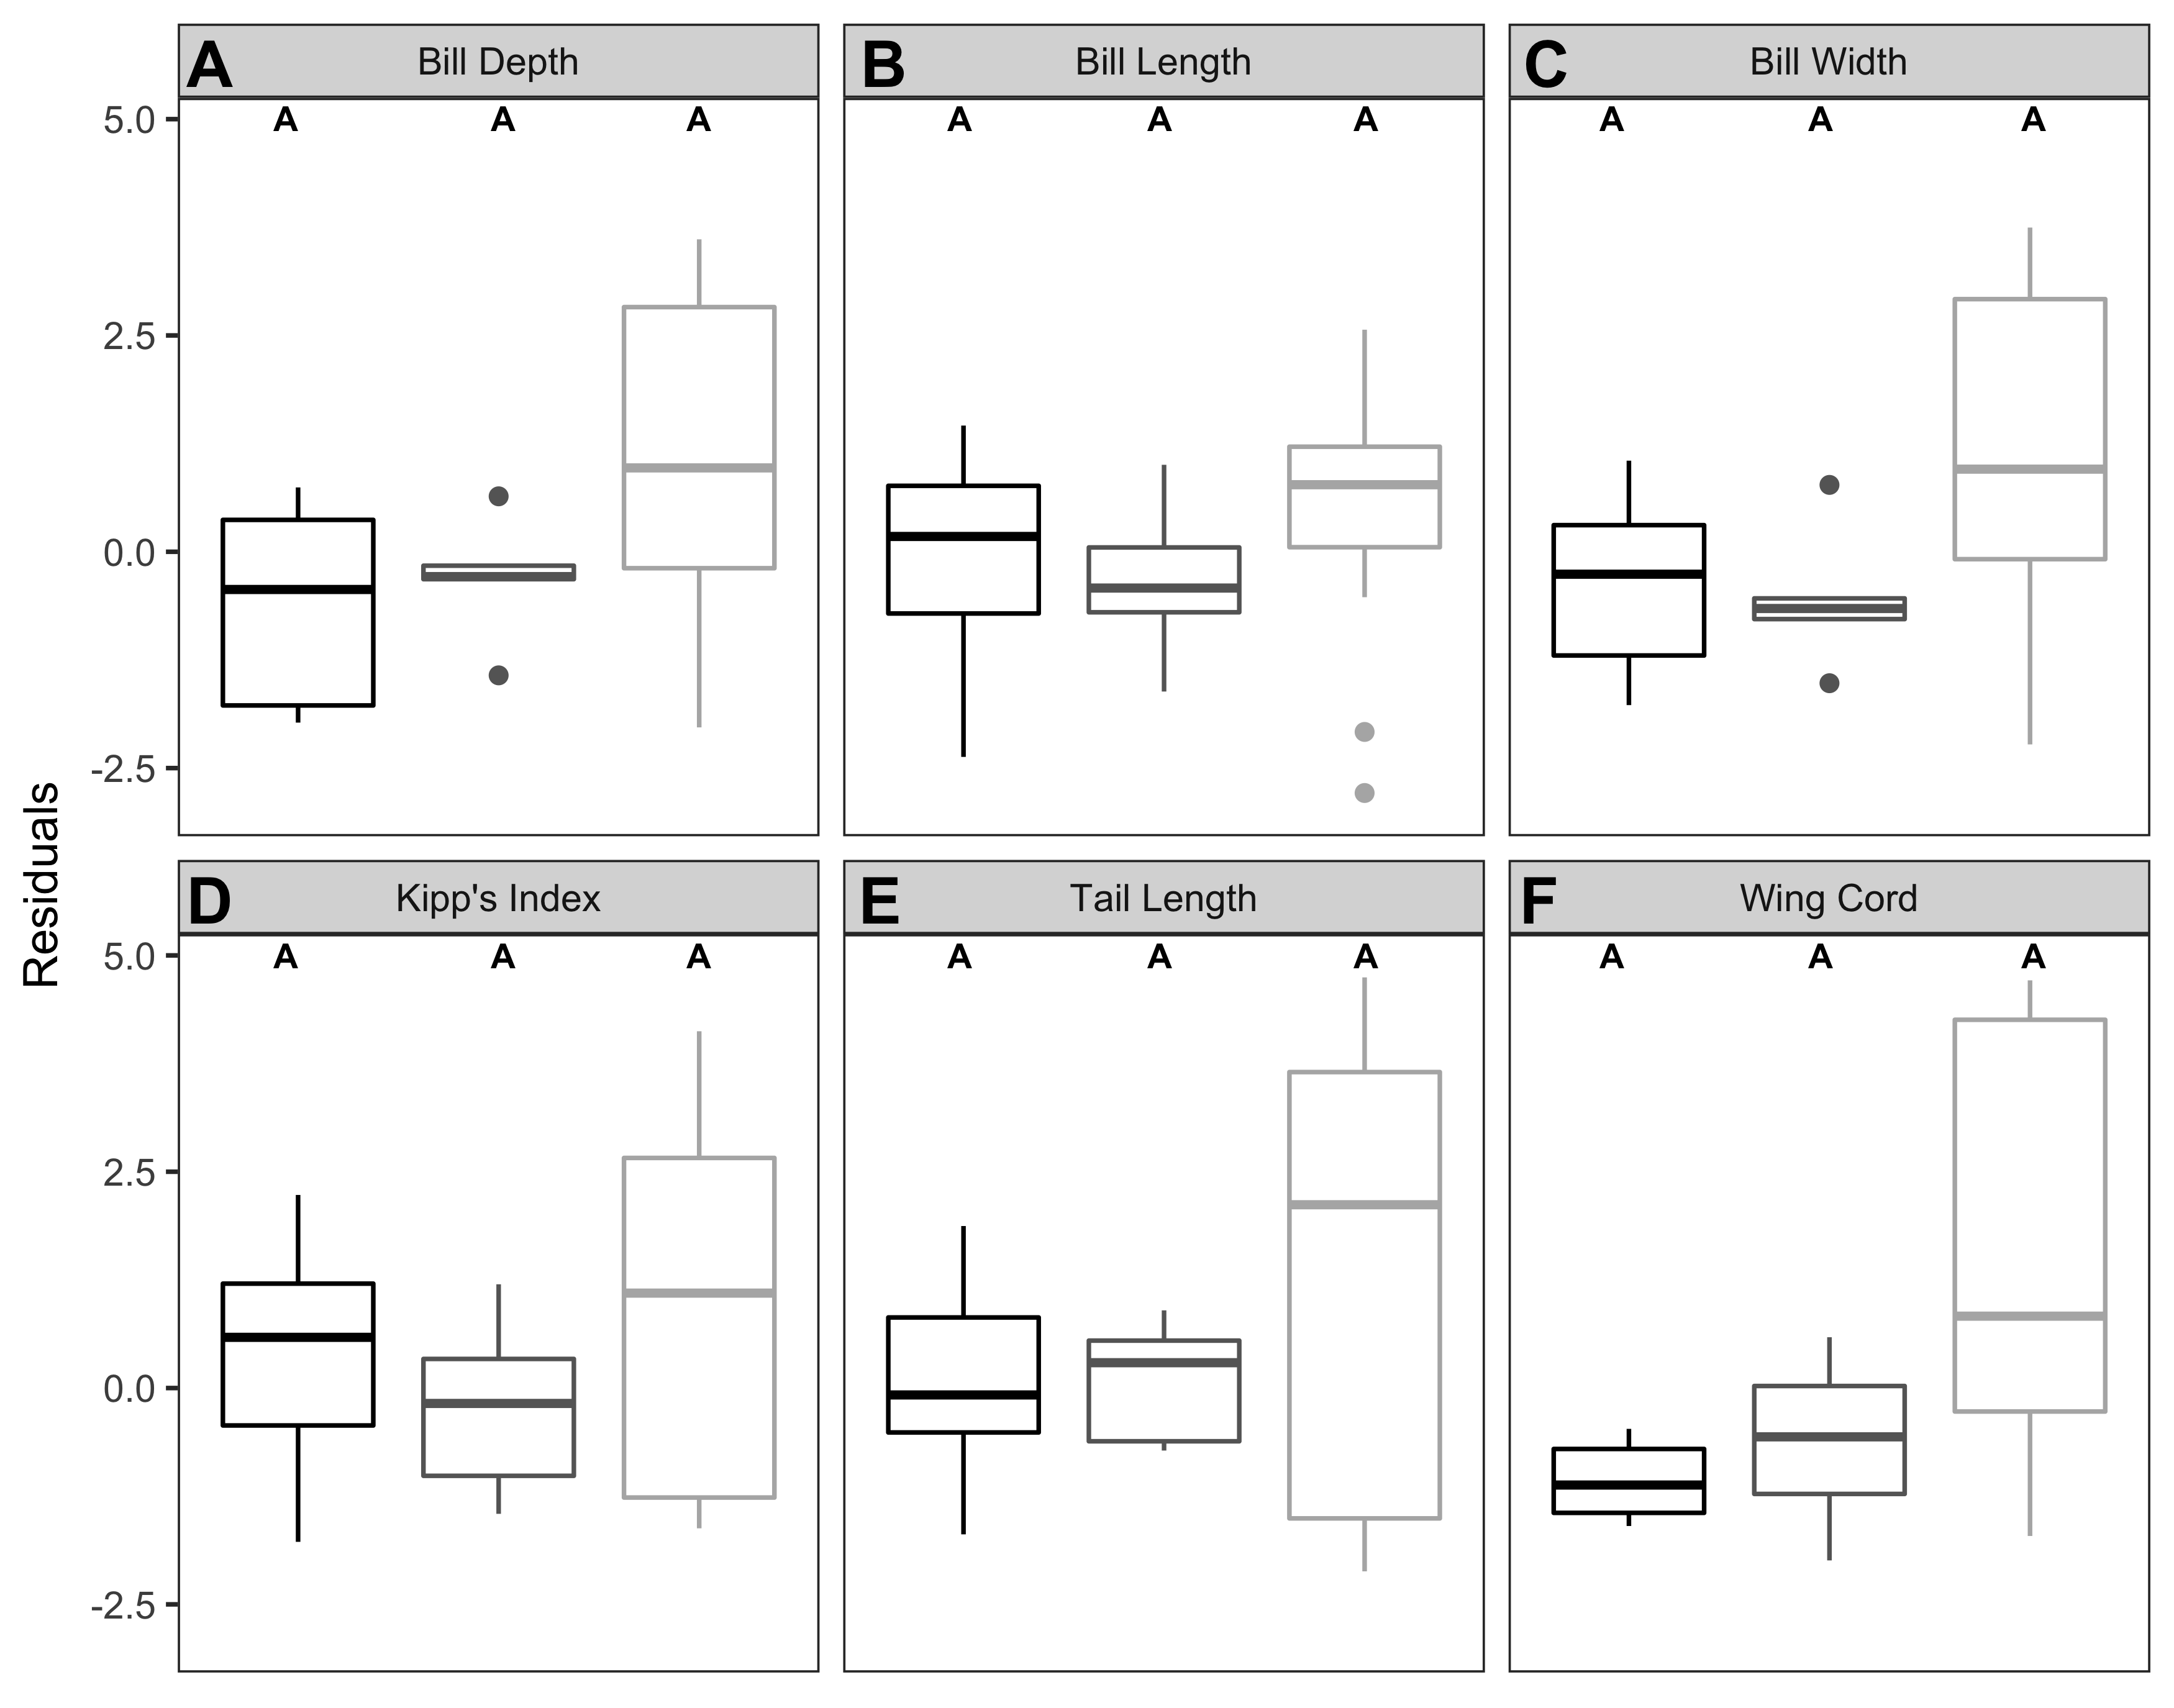 A Bill Depth
B Bill Length
C Bill Width
A A A
A A A
A A A
5.0
2.5
0.0
-2.5
Residuals
D Kipp's Index
E Tail Length
F Wing Cord
A A A
A A A
A A A
5.0
2.5
0.0
-2.5